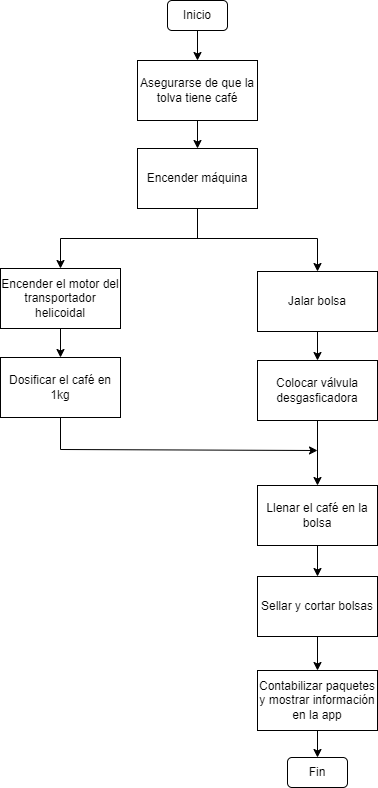 Inicio
Asegurarse de que la
tolva tiene café
Encender máquina
Encender el motor del
transportador
helicoidal
Jalar bolsa
Dosificar el café en
1kg
Colocar válvula
desgasficadora
Llenar el café en la
bolsa
Sellar y cortar bolsas
Contabilizar paquetes
y mostrar información
en la app
Fin